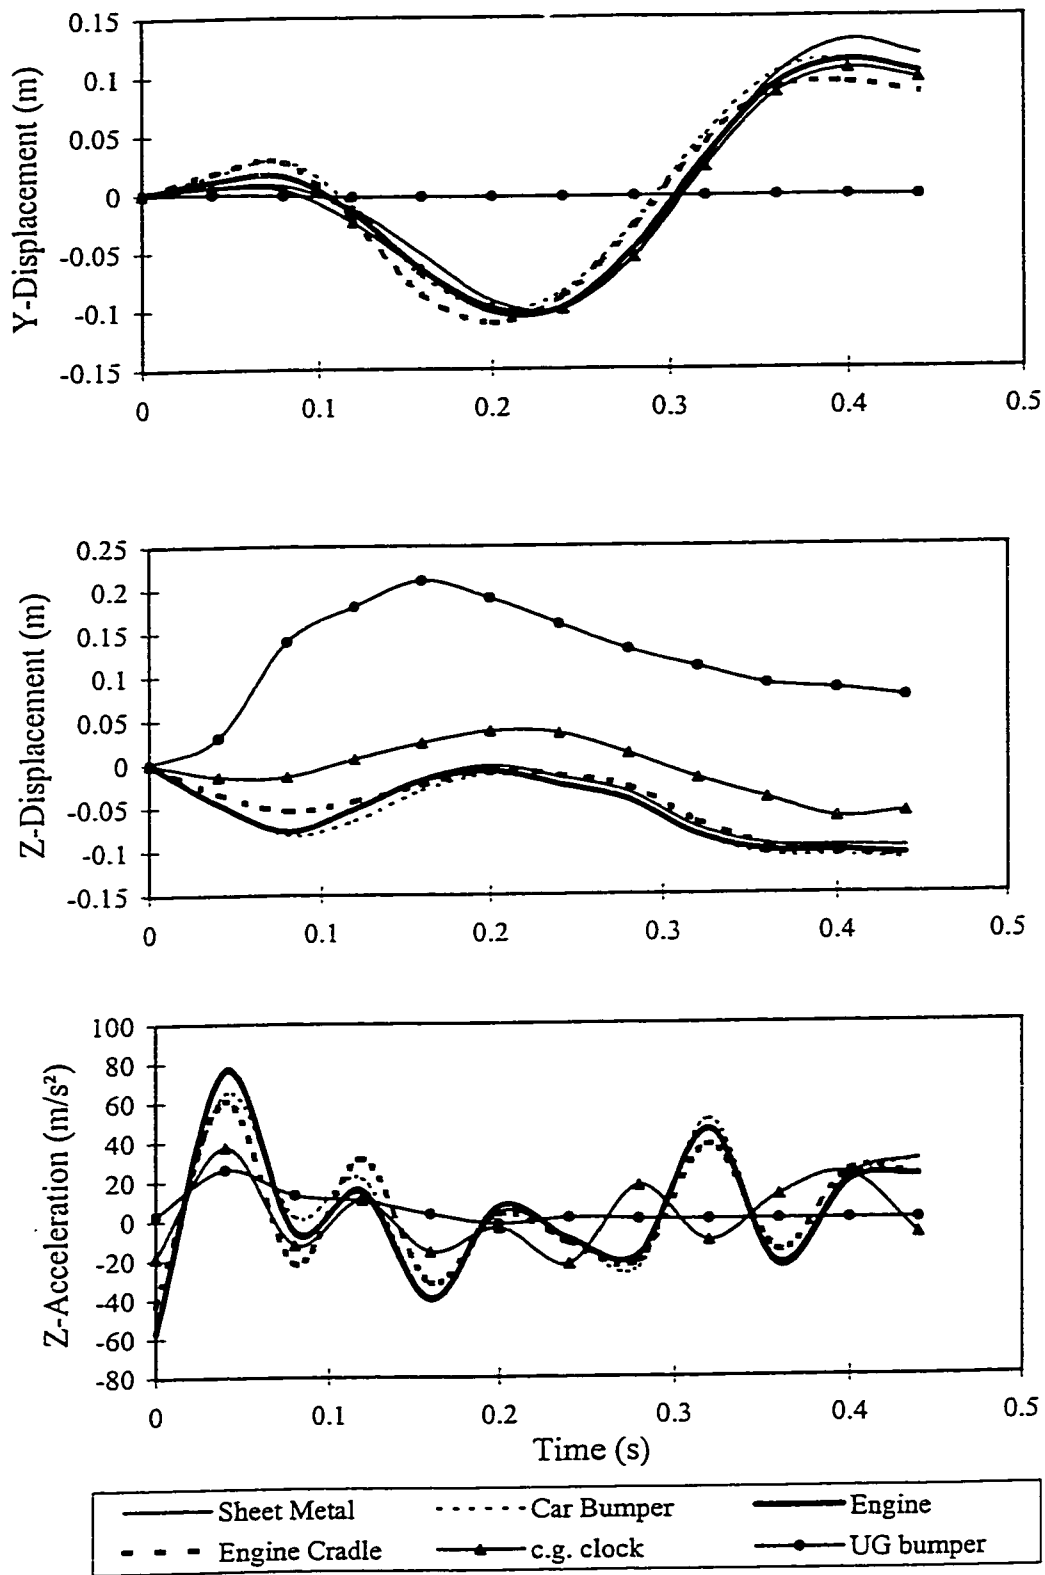 0.15
0.1
0.05
0
-0.05
-0.1
-0.15
Y-Displacement (m)
0 0.1 0.2 0.3 0.4 0.5
0.25
0.2
0.15
0.1
0.05
0
-0.05
-0.1
-0.15
Z-Displacement (m)
0 0.1 0.2 0.3 0.4 0.5
100
80
60
40
20
0
-20
-40
-60
-80
Z-Acceleration (m/s²)
0 0.1 0.2 0.3 0.4 0.5
Time (s)
Sheet Metal Car Bumper Engine
Engine Cradle c.g. clock UG bumper